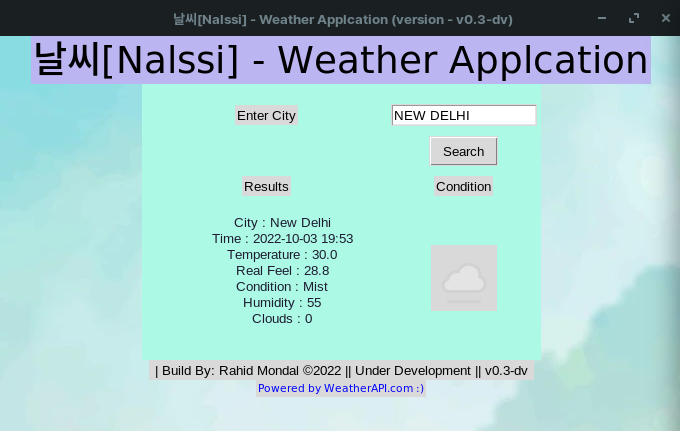 날씨[Nalssi] - Weather Applcation (version - v0.3-dv)
날씨[Nalssi] - Weather Applcation
Enter City
NEW DELHI
Search
Results
Condition
City : New Delhi
Time : 2022-10-03 19:53
Temperature : 30.0
Real Feel : 28.8
Condition : Mist
Humidity : 55
Clouds : 0
| Build By: Rahid Mondal ©2022 || Under Development || v0.3-dv
Powered by WeatherAPI.com :)